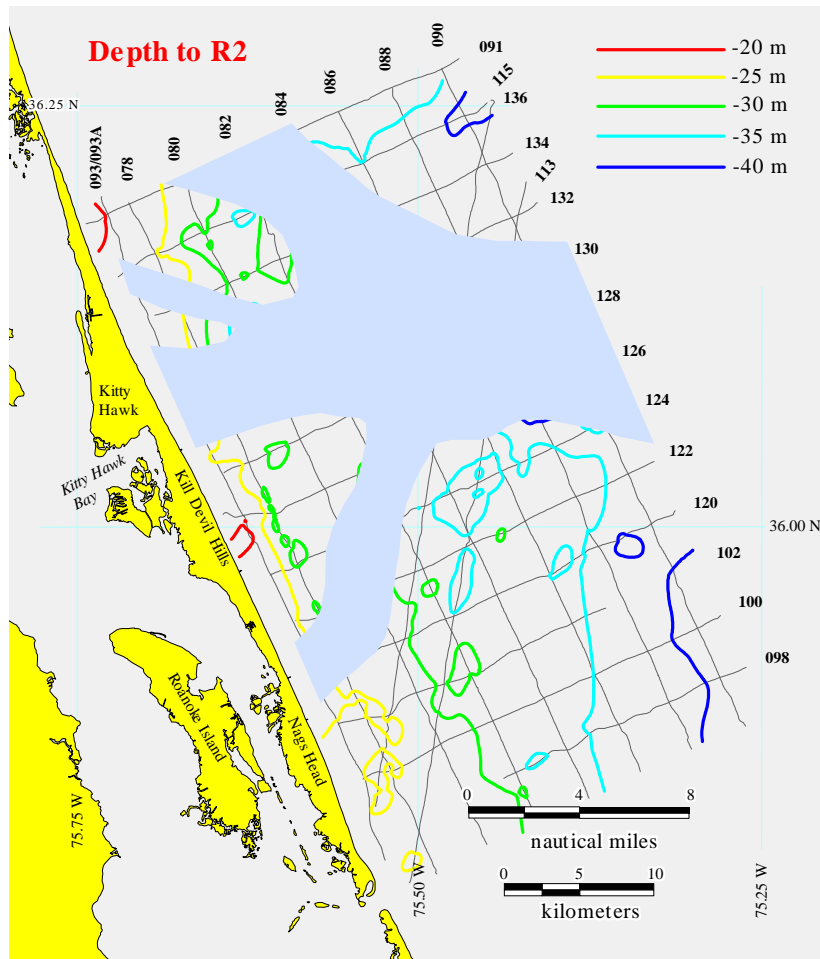 Depth to R2
-20 m
-25 m
-30 m
-35 m
-40 m
36.25 N
093/093A
078
080
082
084
086
088
090
091
115
136
134
113
132
130
128
126
124
122
120
102
100
098
36.00 N
Kitty
Hawk
Kitty Hawk
Bay
Kill Devil Hills
Roanoke Island
Nags Head
75.75 W
75.50 W
75.25 W
0 4 8
nautical miles
0 5 10
kilometers